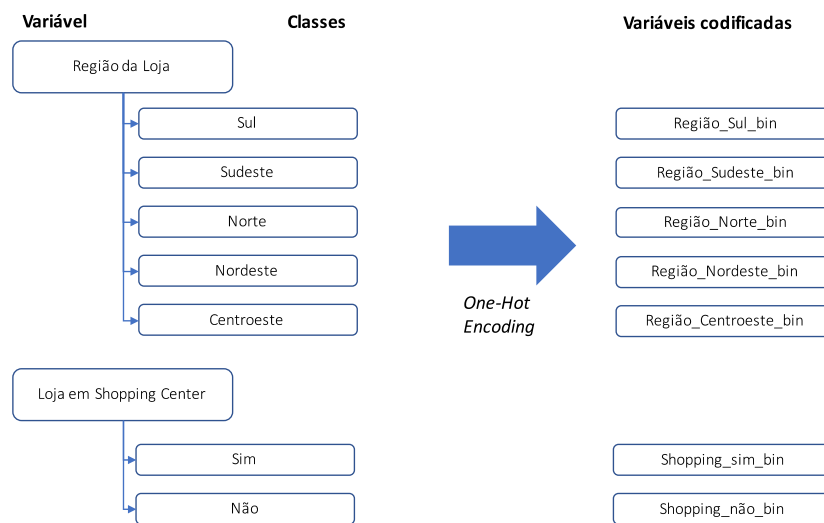 Variável
Classes
Variáveis codificadas
Região da Loja
Sul
Região_Sul_bin
Sudeste
Região_Sudeste_bin
Norte
Região_Norte_bin
Nordeste
Região_Nordeste_bin
Centroeste
Região_Centroeste_bin
One-Hot
Encoding
Loja em Shopping Center
Sim
Shopping_sim_bin
Não
Shopping_não_bin